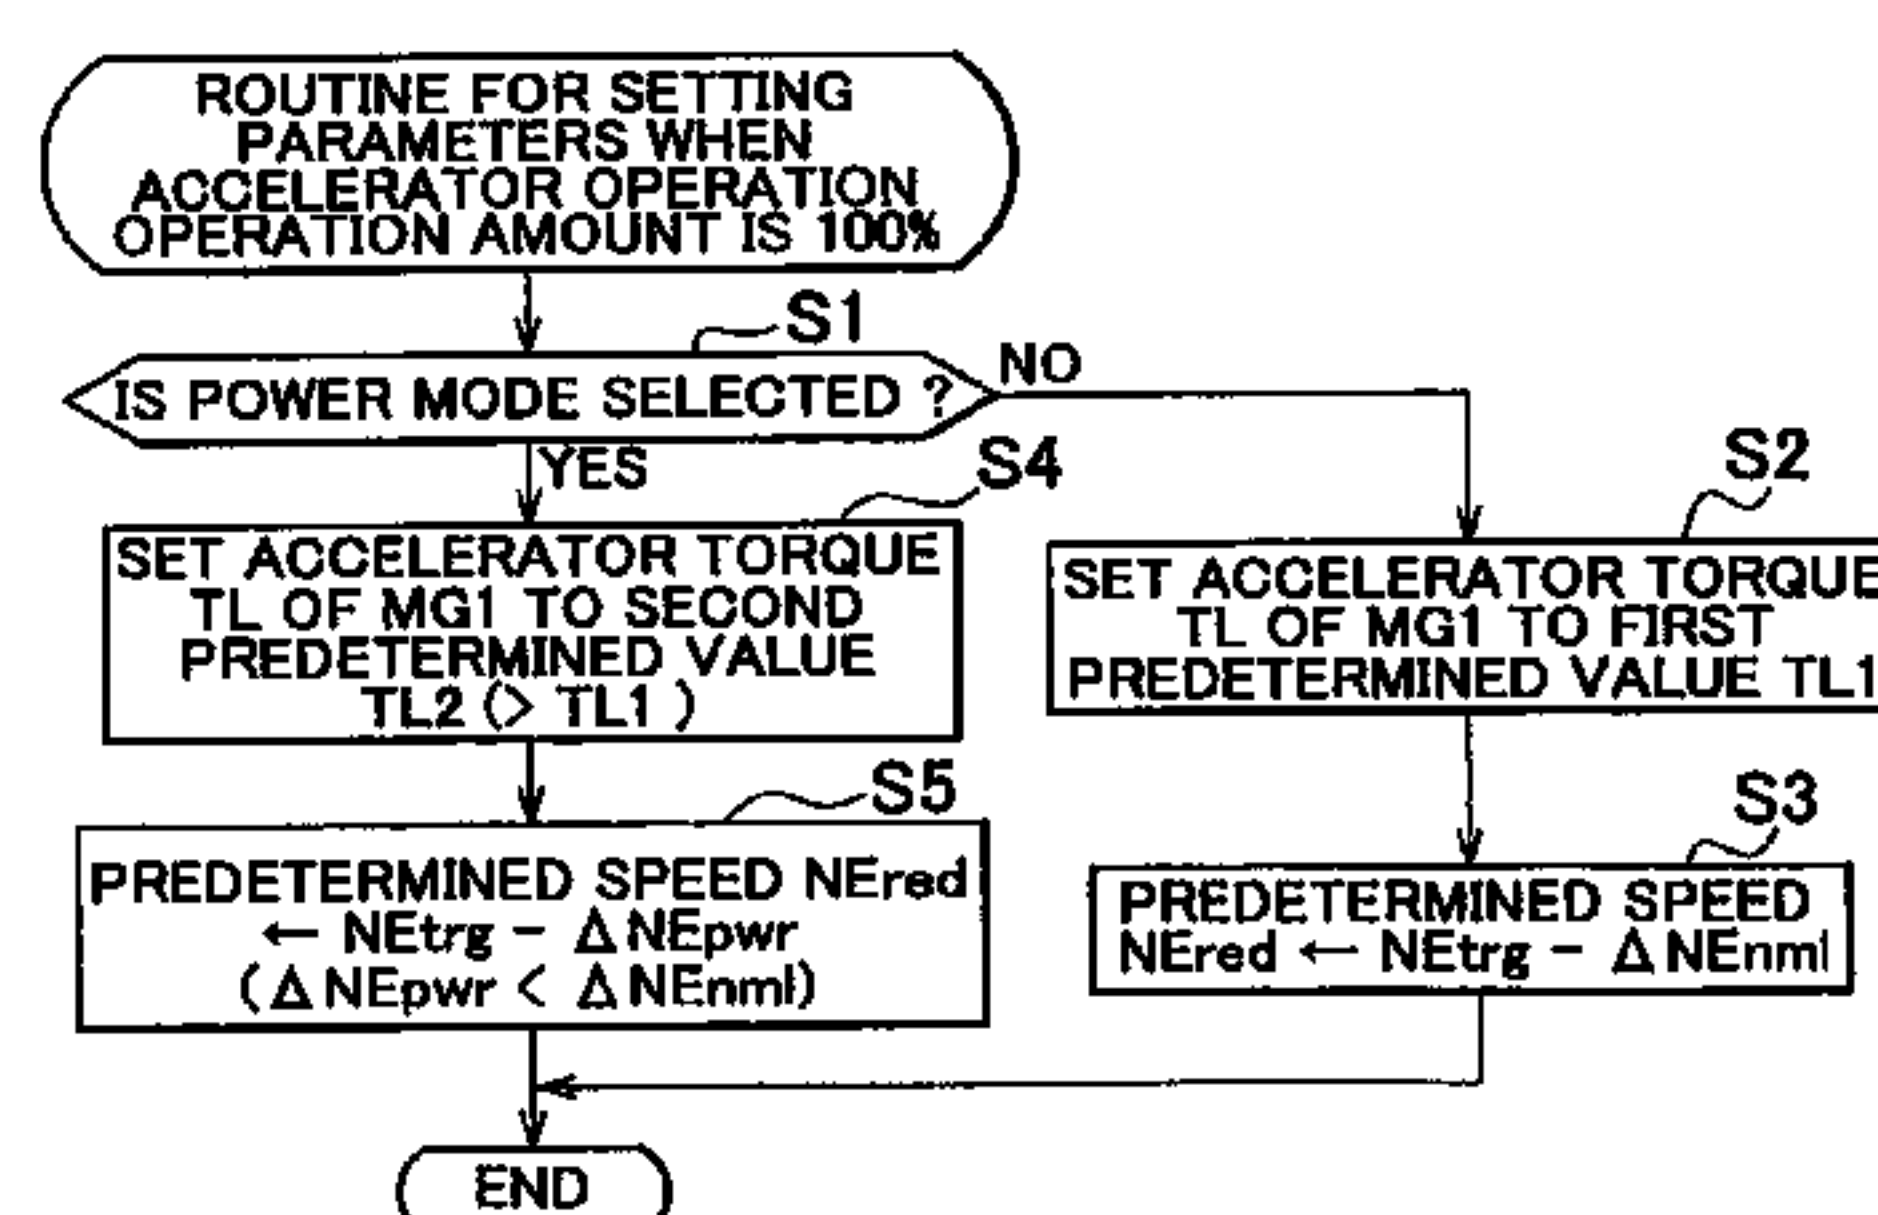 ROUTINE FOR SETTING
PARAMETERS WHEN
ACCELERATOR OPERATION
OPERATION AMOUNT IS 100%
S1
IS POWER MODE SELECTED ?
NO
YES
S4
SET ACCELERATOR TORQUE
TL OF MG1 TO SECOND
PREDETERMINED VALUE
TL2 (> TL1 )
S2
SET ACCELERATOR TORQUE
TL OF MG1 TO FIRST
PREDETERMINED VALUE TL1
S5
PREDETERMINED SPEED NEred
← NEtrg - ΔNEpwr
(ΔNEpwr < ΔNEnml)
S3
PREDETERMINED SPEED
NEred ← NEtrg - ΔNEnml
END